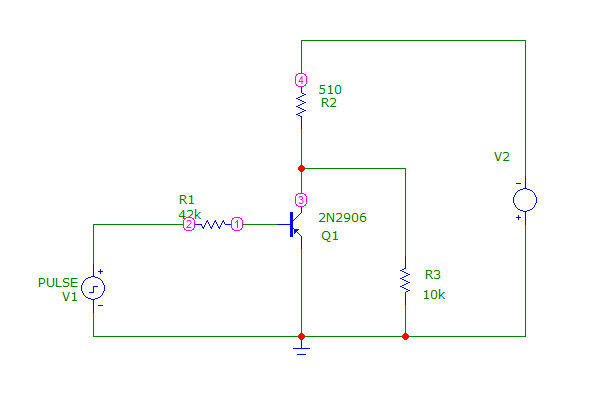 4
510
R2
V2
-
+
3
R1
42k
2
1
2N2906
Q1
+
PULSE
V1
-
R3
10k